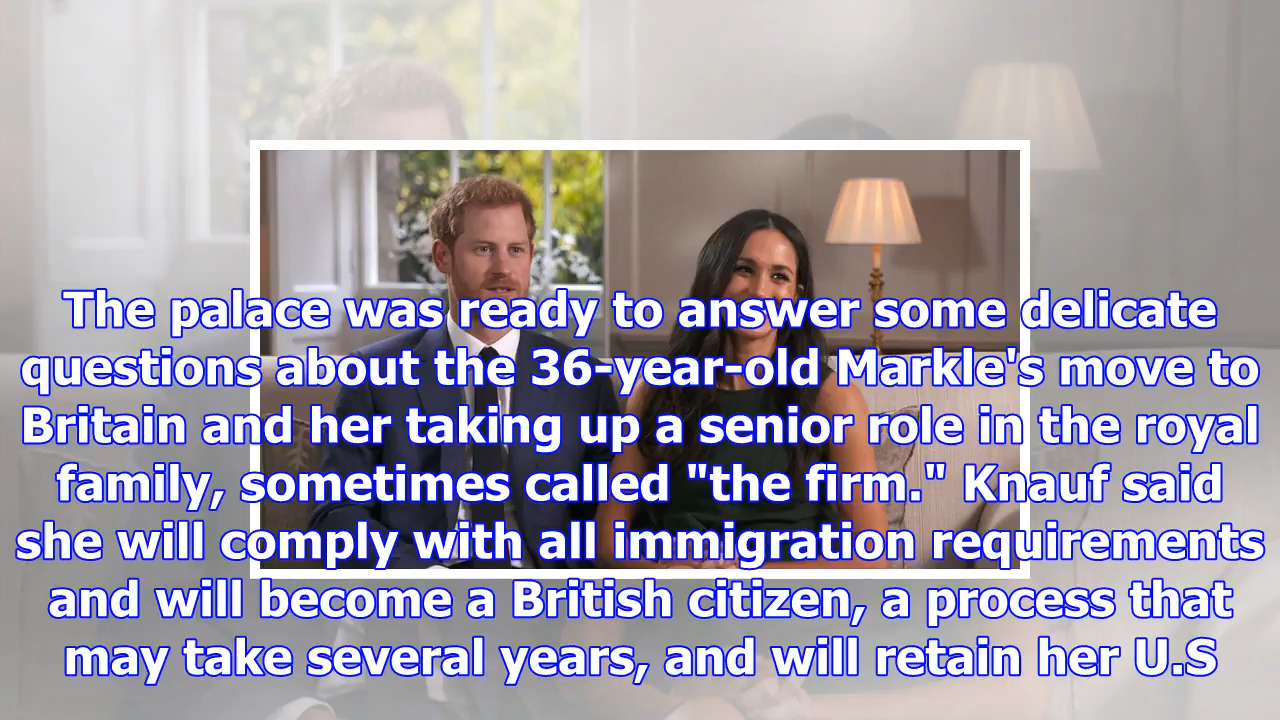 The palace was ready to answer some delicate
questions about the 36-year-old Markle's move to
Britain and her taking up a senior role in the royal
family, sometimes called "the firm." Knauf said
she will comply with all immigration requirements
and will become a British citizen, a process that
may take several years, and will retain her U.S